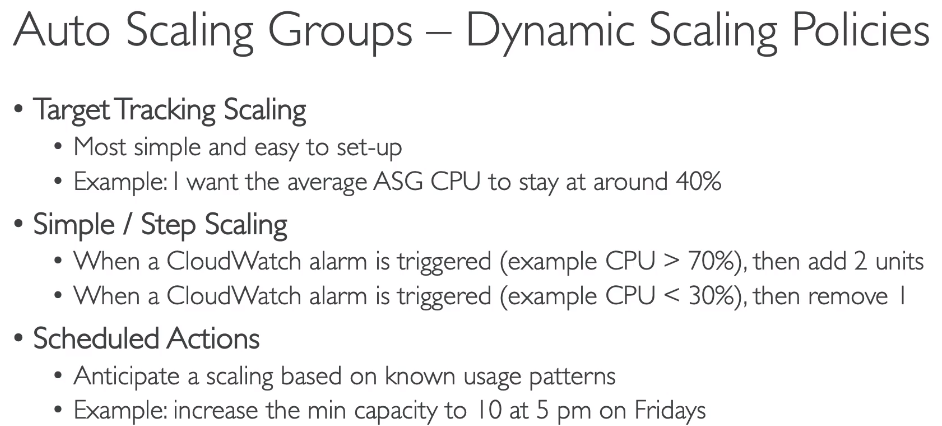 Auto Scaling Groups – Dynamic Scaling Policies
• Target Tracking Scaling
• Most simple and easy to set-up
• Example: I want the average ASG CPU to stay at around 40%
• Simple / Step Scaling
• When a CloudWatch alarm is triggered (example CPU > 70%), then add 2 units
• When a CloudWatch alarm is triggered (example CPU < 30%), then remove 1
• Scheduled Actions
• Anticipate a scaling based on known usage patterns
• Example: increase the min capacity to 10 at 5 pm on Fridays